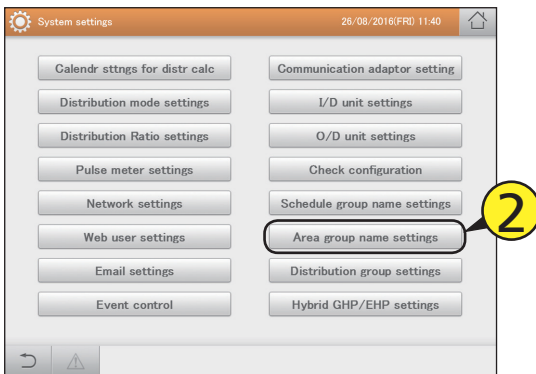 System settings
26/08/2016(FRI) 11:40
Galendr sttngs for distr calc
Communication adaptor setting
Distribution mode settings
I/D unit settings
Distribution Ratio settings
O/D unit settings
Pulse meter settings
Check configuration
Network settings
Schedule group name settings
Web user settings
Area group name settings
2
Email settings
Distribution group settings
Event control
Hybrid GHP/EHP settings